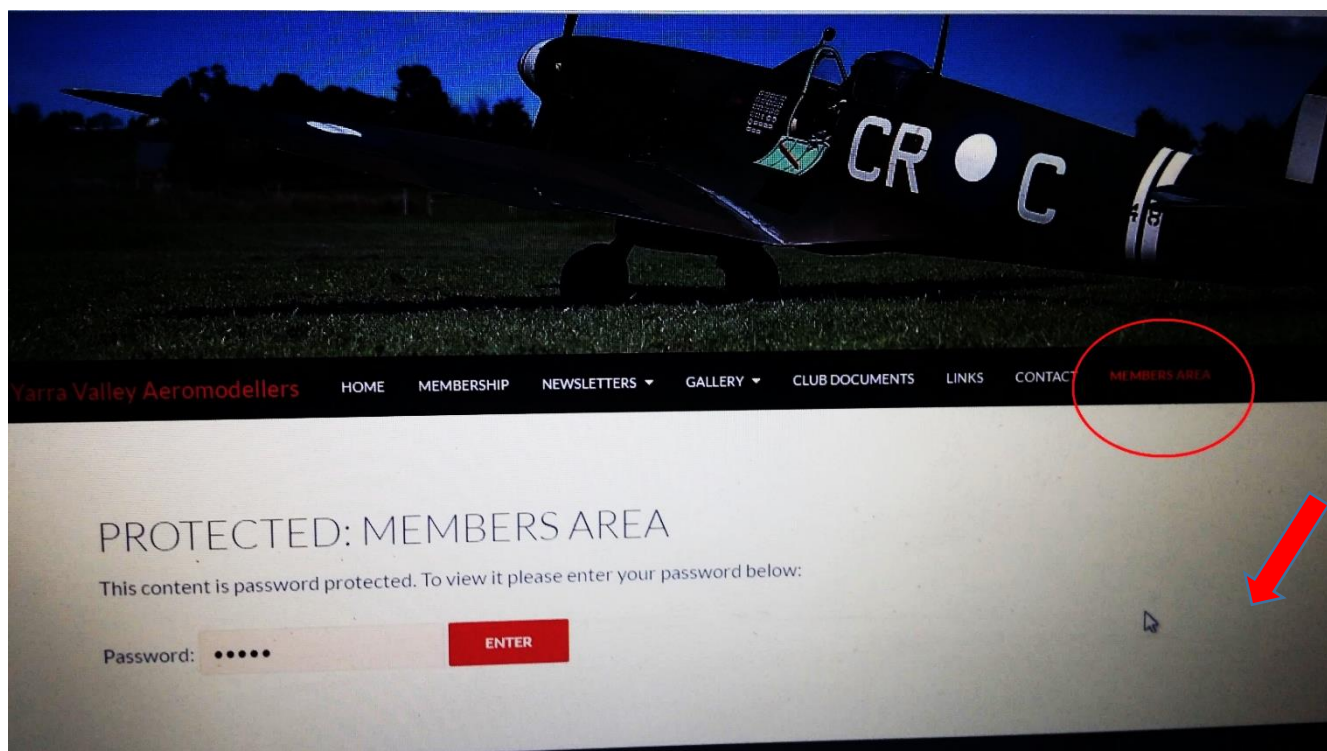 CR C
Yarra Valley Aeromodellers HOME MEMBERSHIP NEWSLETTERS GALLERY CLUB DOCUMENTS LINKS CONTACT MEMBERS AREA
PROTECTED: MEMBERS AREA
This content is password protected. To view it please enter your password below:
Password: ••••• ENTER